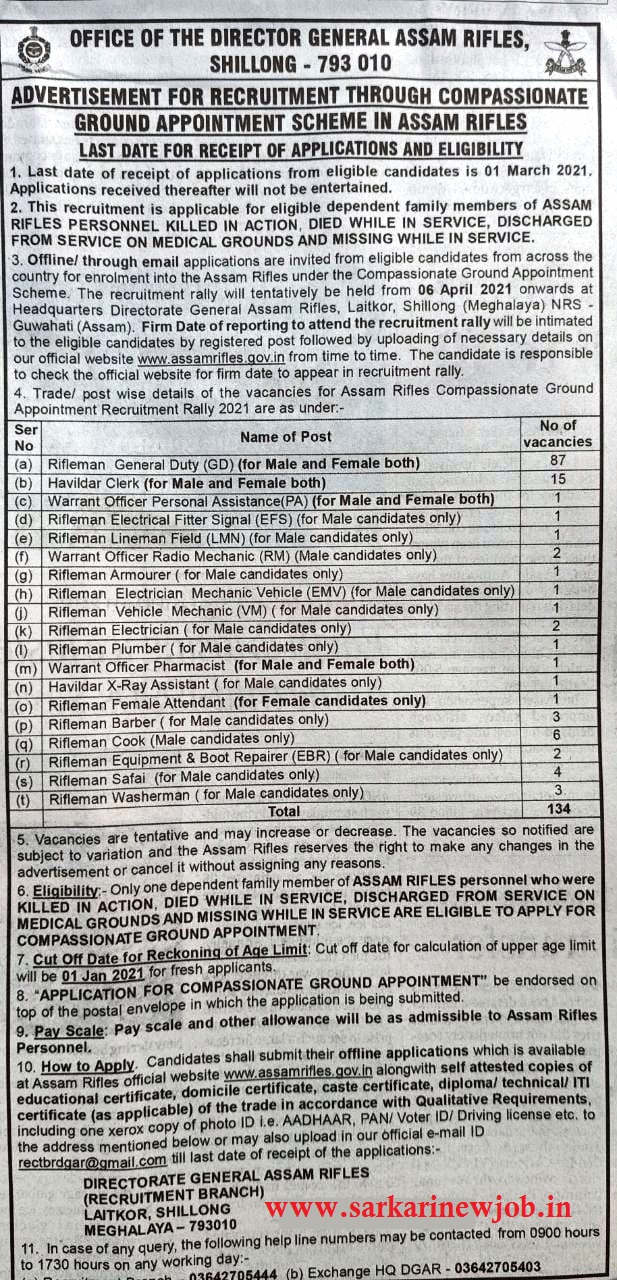 OFFICE OF THE DIRECTOR GENERAL ASSAM RIFLES,
SHILLONG - 793 010
ADVERTISEMENT FOR RECRUITMENT THROUGH COMPASSIONATE
GROUND APPOINTMENT SCHEME IN ASSAM RIFLES
LAST DATE FOR RECEIPT OF APPLICATIONS AND ELIGIBILITY
1. Last date of receipt of applications from eligible candidates is 01 March 2021.
Applications received thereafter will not be entertained.
2. This recruitment is applicable for eligible dependent family members of ASSAM
RIFLES PERSONNEL KILLED IN ACTION, DIED WHILE IN SERVICE, DISCHARGED
FROM SERVICE ON MEDICAL GROUNDS AND MISSING WHILE IN SERVICE.
3. Offline/ through email applications are invited from eligible candidates from across the
country for enrolment into the Assam Rifles under the Compassionate Ground Appointment
Scheme. The recruitment rally will tentatively be held from 06 April 2021 onwards at
Headquarters Directorate General Assam Rifles, Laitkor, Shillong (Meghalaya) NRS -
Guwahati (Assam). Firm Date of reporting to attend the recruitment rally will be intimated
to the eligible candidates by registered post followed by uploading of necessary details on
our official website www.assamrifles.gov.in from time to time. The candidate is responsible
to check the official website for firm date to appear in recruitment rally.
4. Trade/ post wise details of the vacancies for Assam Rifles Compassionate Ground
Appointment Recruitment Rally 2021 are as under:-
Ser No Name of Post No of vacancies
(a) Rifleman General Duty (GD) (for Male and Female both) 87
(b) Havildar Clerk (for Male and Female both) 15
(c) Warrant Officer Personal Assistance(PA) (for Male and Female both) 1
(d) Rifleman Electrical Fitter Signal (EFS) (for Male candidates only) 1
(e) Rifleman Lineman Field (LMN) (for Male candidates only) 1
(f) Warrant Officer Radio Mechanic (RM) (Male candidates only) 2
(g) Rifleman Armourer ( for Male candidates only) 1
(h) Rifleman Electrician Mechanic Vehicle (EMV) (for Male candidates only) 1
(j) Rifleman Vehicle Mechanic (VM) ( for Male candidates only) 1
(k) Rifleman Electrician ( for Male candidates only) 2
(l) Rifleman Plumber ( for Male candidates only) 1
(m) Warrant Officer Pharmacist (for Male and Female both) 1
(n) Havildar X-Ray Assistant ( for Male candidates only) 1
(o) Rifleman Female Attendant (for Female candidates only) 1
(p) Rifleman Barber ( for Male candidates only) 3
(q) Rifleman Cook (Male candidates only) 6
(r) Rifleman Equipment & Boot Repairer (EBR) ( for Male candidates only) 2
(s) Rifleman Safai (for Male candidates only) 4
(t) Rifleman Washerman ( for Male candidates only) 3
Total 134
5. Vacancies are tentative and may increase or decrease. The vacancies so notified are
subject to variation and the Assam Rifles reserves the right to make any changes in the
advertisement or cancel it without assigning any reasons.
6. Eligibility:- Only one dependent family member of ASSAM RIFLES personnel who were
KILLED IN ACTION, DIED WHILE IN SERVICE, DISCHARGED FROM SERVICE ON
MEDICAL GROUNDS AND MISSING WHILE IN SERVICE ARE ELIGIBLE TO APPLY FOR
COMPASSIONATE GROUND APPOINTMENT.
7. Cut Off Date for Reckoning of Age Limit: Cut off date for calculation of upper age limit
will be 01 Jan 2021 for fresh applicants.
8. "APPLICATION FOR COMPASSIONATE GROUND APPOINTMENT" be endorsed on
top of the postal envelope in which the application is being submitted.
9. Pay Scale: Pay scale and other allowance will be as admissible to Assam Rifles
Personnel.
10. How to Apply. Candidates shall submit their offline applications which is available
at Assam Rifles official website www.assamrifles.gov.in alongwith self attested copies of
educational certificate, domicile certificate, caste certificate, diploma/ technical/ ITI
certificate (as applicable) of the trade in accordance with Qualitative Requirements,
including one xerox copy of photo ID i.e. AADHAAR, PAN/ Voter ID/ Driving license etc. to
the address mentioned below or may also upload in our official e-mail ID
rectbrdgar@gmail.com till last date of receipt of the applications:-
DIRECTORATE GENERAL ASSAM RIFLES
(RECRUITMENT BRANCH)
LAITKOR, SHILLONG
MEGHALAYA – 793010
www.sarkarinewjob.in
11. In case of any query, the following help line numbers may be contacted from 0900 hours
to 1730 hours on any working day:-
Branch - 03642705444 (b) Exchange HQ DGAR - 03642705403